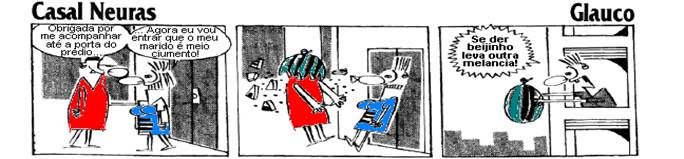 Casal Neuras
Glauco
Obrigada por
me acompanhar
até a porta do
prédio...
... Agora eu vou
entrar que o meu
marido é meio
ciumento!
Se der
beijinho
leva outra
melancia!